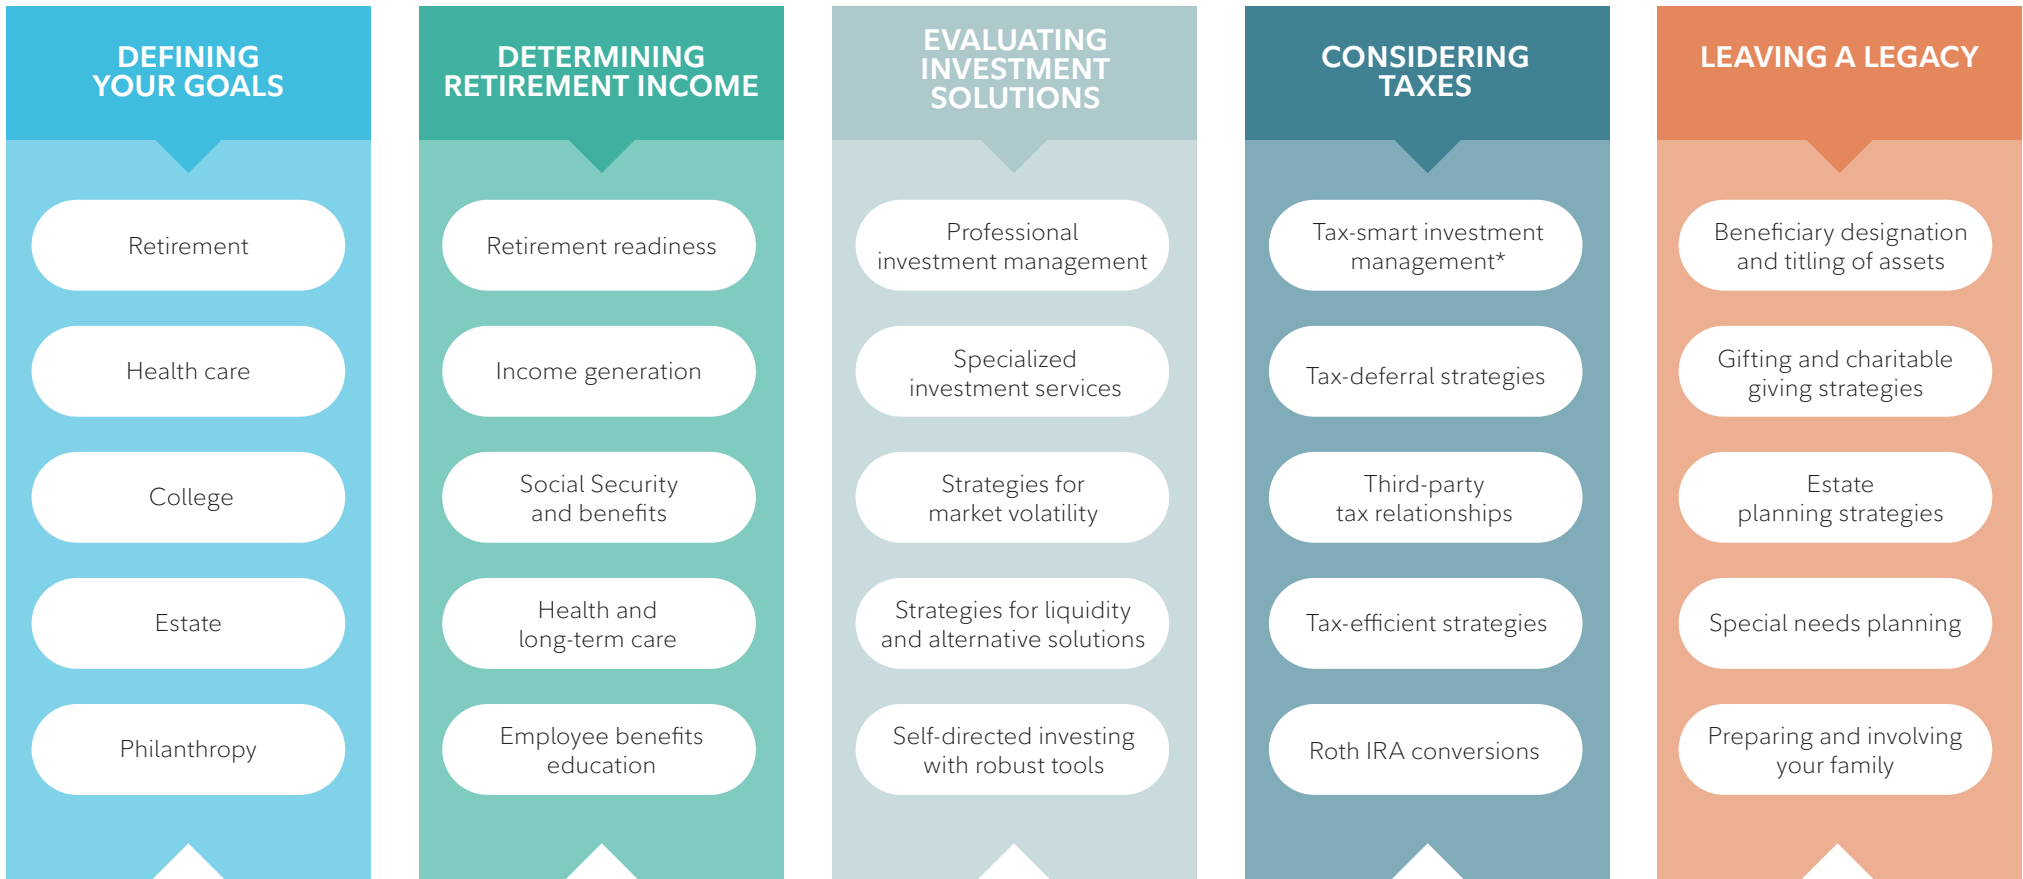 DEFINING
YOUR GOALS
Retirement
Health care
College
Estate
Philanthropy
DETERMINING
RETIREMENT INCOME
Retirement readiness
Income generation
Social Security
and benefits
Health and
long-term care
Employee benefits
education
EVALUATING
INVESTMENT
SOLUTIONS
Professional
investment management
Specialized
investment services
Strategies for
market volatility
Strategies for liquidity
and alternative solutions
Self-directed investing
with robust tools
CONSIDERING
TAXES
Tax-smart investment
management*
Tax-deferral strategies
Third-party
tax relationships
Tax-efficient strategies
Roth IRA conversions
LEAVING A LEGACY
Beneficiary designation
and titling of assets
Gifting and charitable
giving strategies
Estate
planning strategies
Special needs planning
Preparing and involving
your family